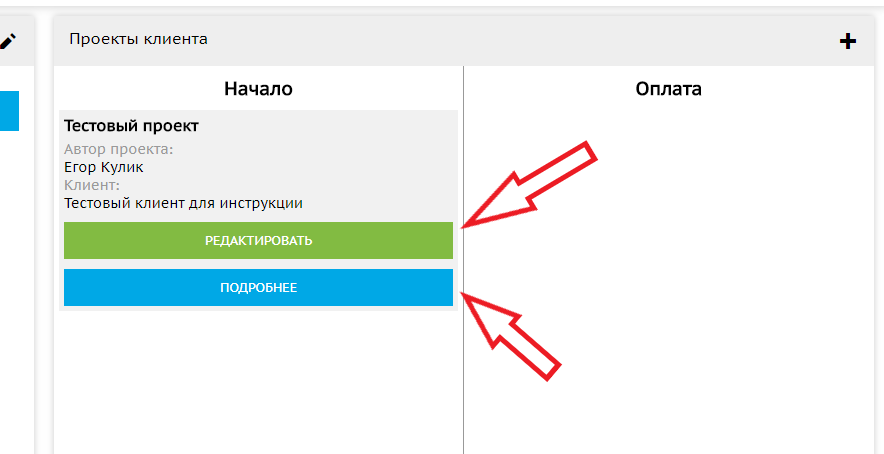 Проекты клиента
Начало
Оплата
Тестовый проект
Автор проекта:
Егор Кулик
Клиент:
Тестовый клиент для инструкции
РЕДАКТИРОВАТЬ
ПОДРОБНЕЕ